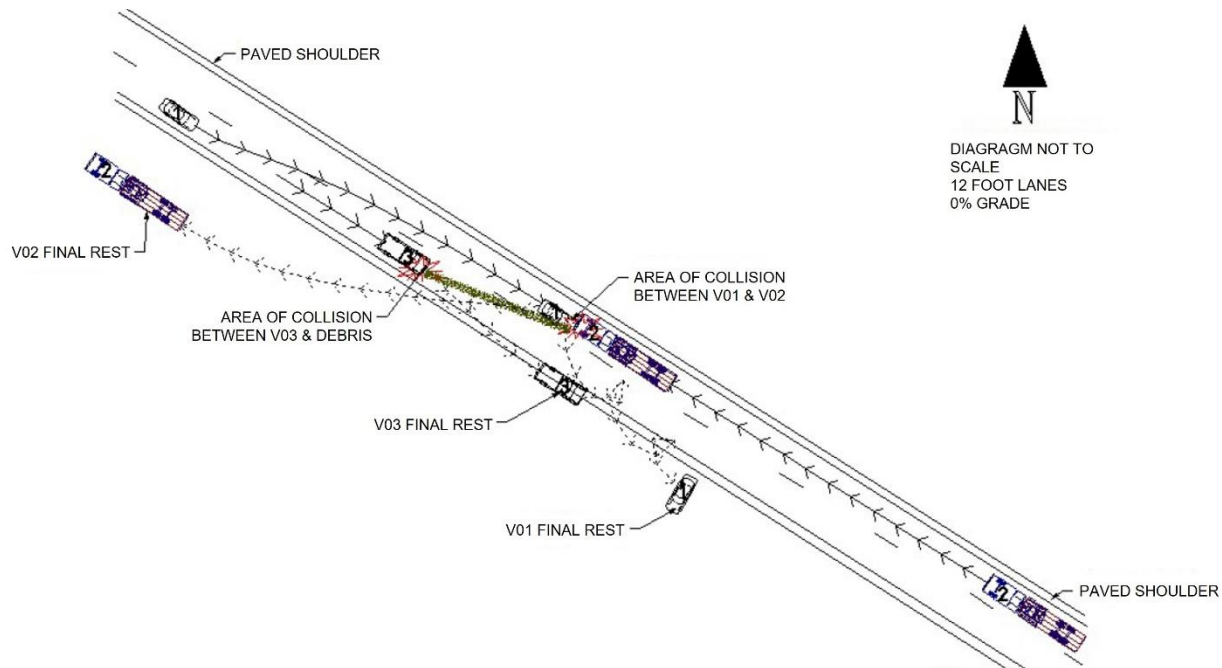 PAVED SHOULDER
N
DIAGRAGM NOT TO
SCALE
12 FOOT LANES
0% GRADE
V02 FINAL REST
AREA OF COLLISION
BETWEEN V01 & V02
AREA OF COLLISION
BETWEEN V03 & DEBRIS
V03 FINAL REST
V01 FINAL REST
PAVED SHOULDER